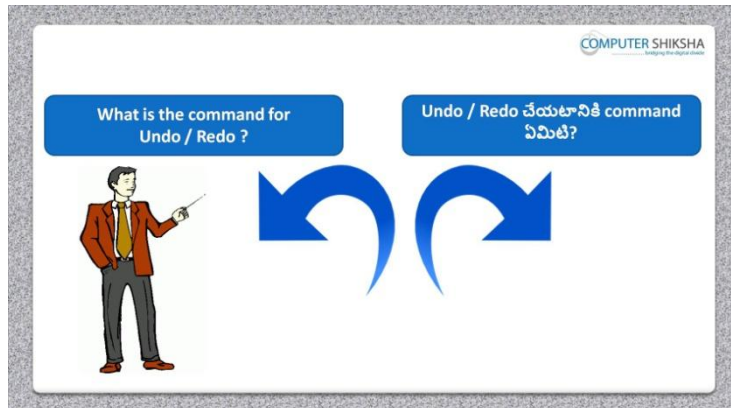 COMPUTER SHIKSHA
bridging the digital divide
What is the command for
Undo / Redo ?
Undo / Redo చేయటానికి command
ఏమిటి?